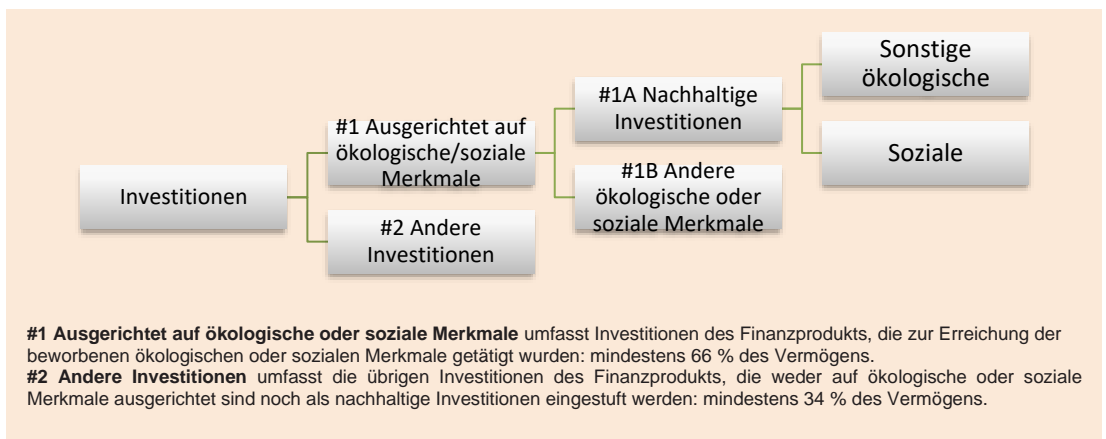 Investitionen
#1 Ausgerichtet auf
ökologische/soziale
Merkmale
#2 Andere
Investitionen
#1A Nachhaltige
Investitionen
#1B Andere
ökologische oder
soziale Merkmale
Sonstige
ökologische
Soziale
#1 Ausgerichtet auf ökologische oder soziale Merkmale umfasst Investitionen des Finanzprodukts, die zur Erreichung der
beworbenen ökologischen oder sozialen Merkmale getätigt wurden: mindestens 66 % des Vermögens.
#2 Andere Investitionen umfasst die übrigen Investitionen des Finanzprodukts, die weder auf ökologische oder soziale
Merkmale ausgerichtet sind noch als nachhaltige Investitionen eingestuft werden: mindestens 34 % des Vermögens.